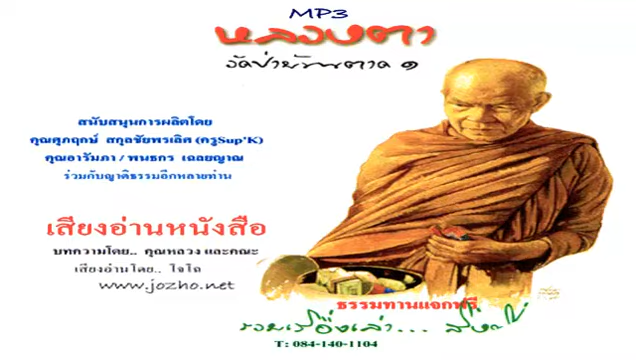 MP3
หลวงตา
วัดป่าบ้านตาด ๑
สนับสนุนการผลิตโดย
คุณศุภฤกษ์ สกุลชัยพรเลิศ (ครูSup'K)
คุณอารัมภา / พนธกร เฉลยญาณ
ร่วมกับญาติธรรมอีกหลายท่าน
เสียงอ่านหนังสือ
บทความโดย.. คุณหลวง และคณะ
เสียงอ่านโดย.. โจโฉ
www.jozho.net
ธรรมทานแจกฟรี
รวมเรื่องเล่า...
T: 084-140-1104